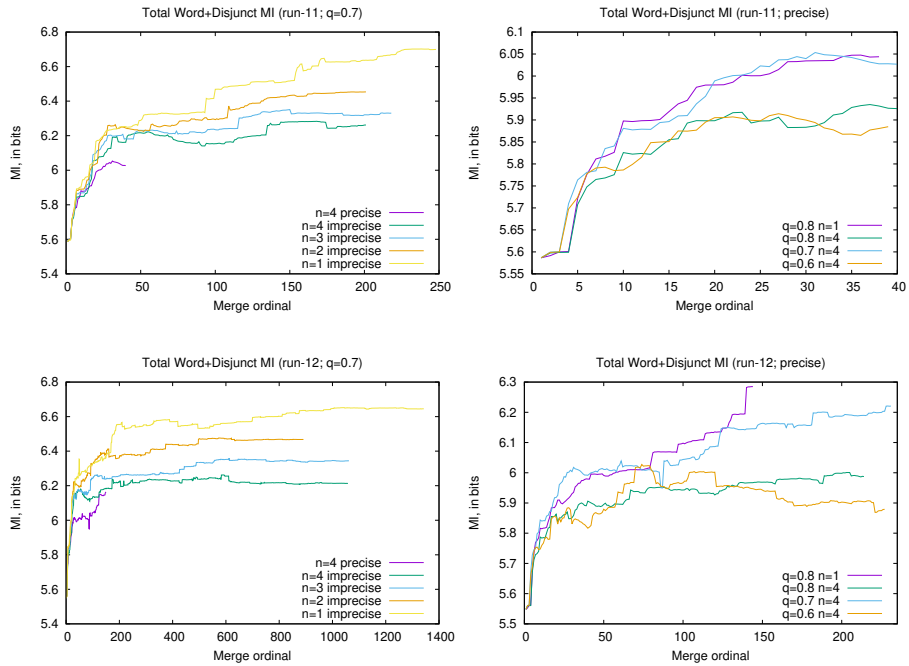 Total Word+Disjunct MI (run-11; q=0.7)
6.8
6.6
6.4
6.2
6
5.8
5.6
5.4
MI, in bits
n=4 precise
n=4 imprecise
n=3 imprecise
n=2 imprecise
n=1 imprecise
0 50 100 150 200 250
Merge ordinal
Total Word+Disjunct MI (run-11; precise)
6.1
6.05
6
5.95
5.9
5.85
5.8
5.75
5.7
5.65
5.6
5.55
MI, in bits
q=0.8 n=1
q=0.8 n=4
q=0.7 n=4
q=0.6 n=4
0 5 10 15 20 25 30 35 40
Merge ordinal
Total Word+Disjunct MI (run-12; q=0.7)
6.8
6.6
6.4
6.2
6
5.8
5.6
5.4
MI, in bits
n=4 precise
n=4 imprecise
n=3 imprecise
n=2 imprecise
n=1 imprecise
0 200 400 600 800 1000 1200 1400
Merge ordinal
Total Word+Disjunct MI (run-12; precise)
6.3
6.2
6.1
6
5.9
5.8
5.7
5.6
5.5
MI, in bits
q=0.8 n=1
q=0.8 n=4
q=0.7 n=4
q=0.6 n=4
0 50 100 150 200
Merge ordinal